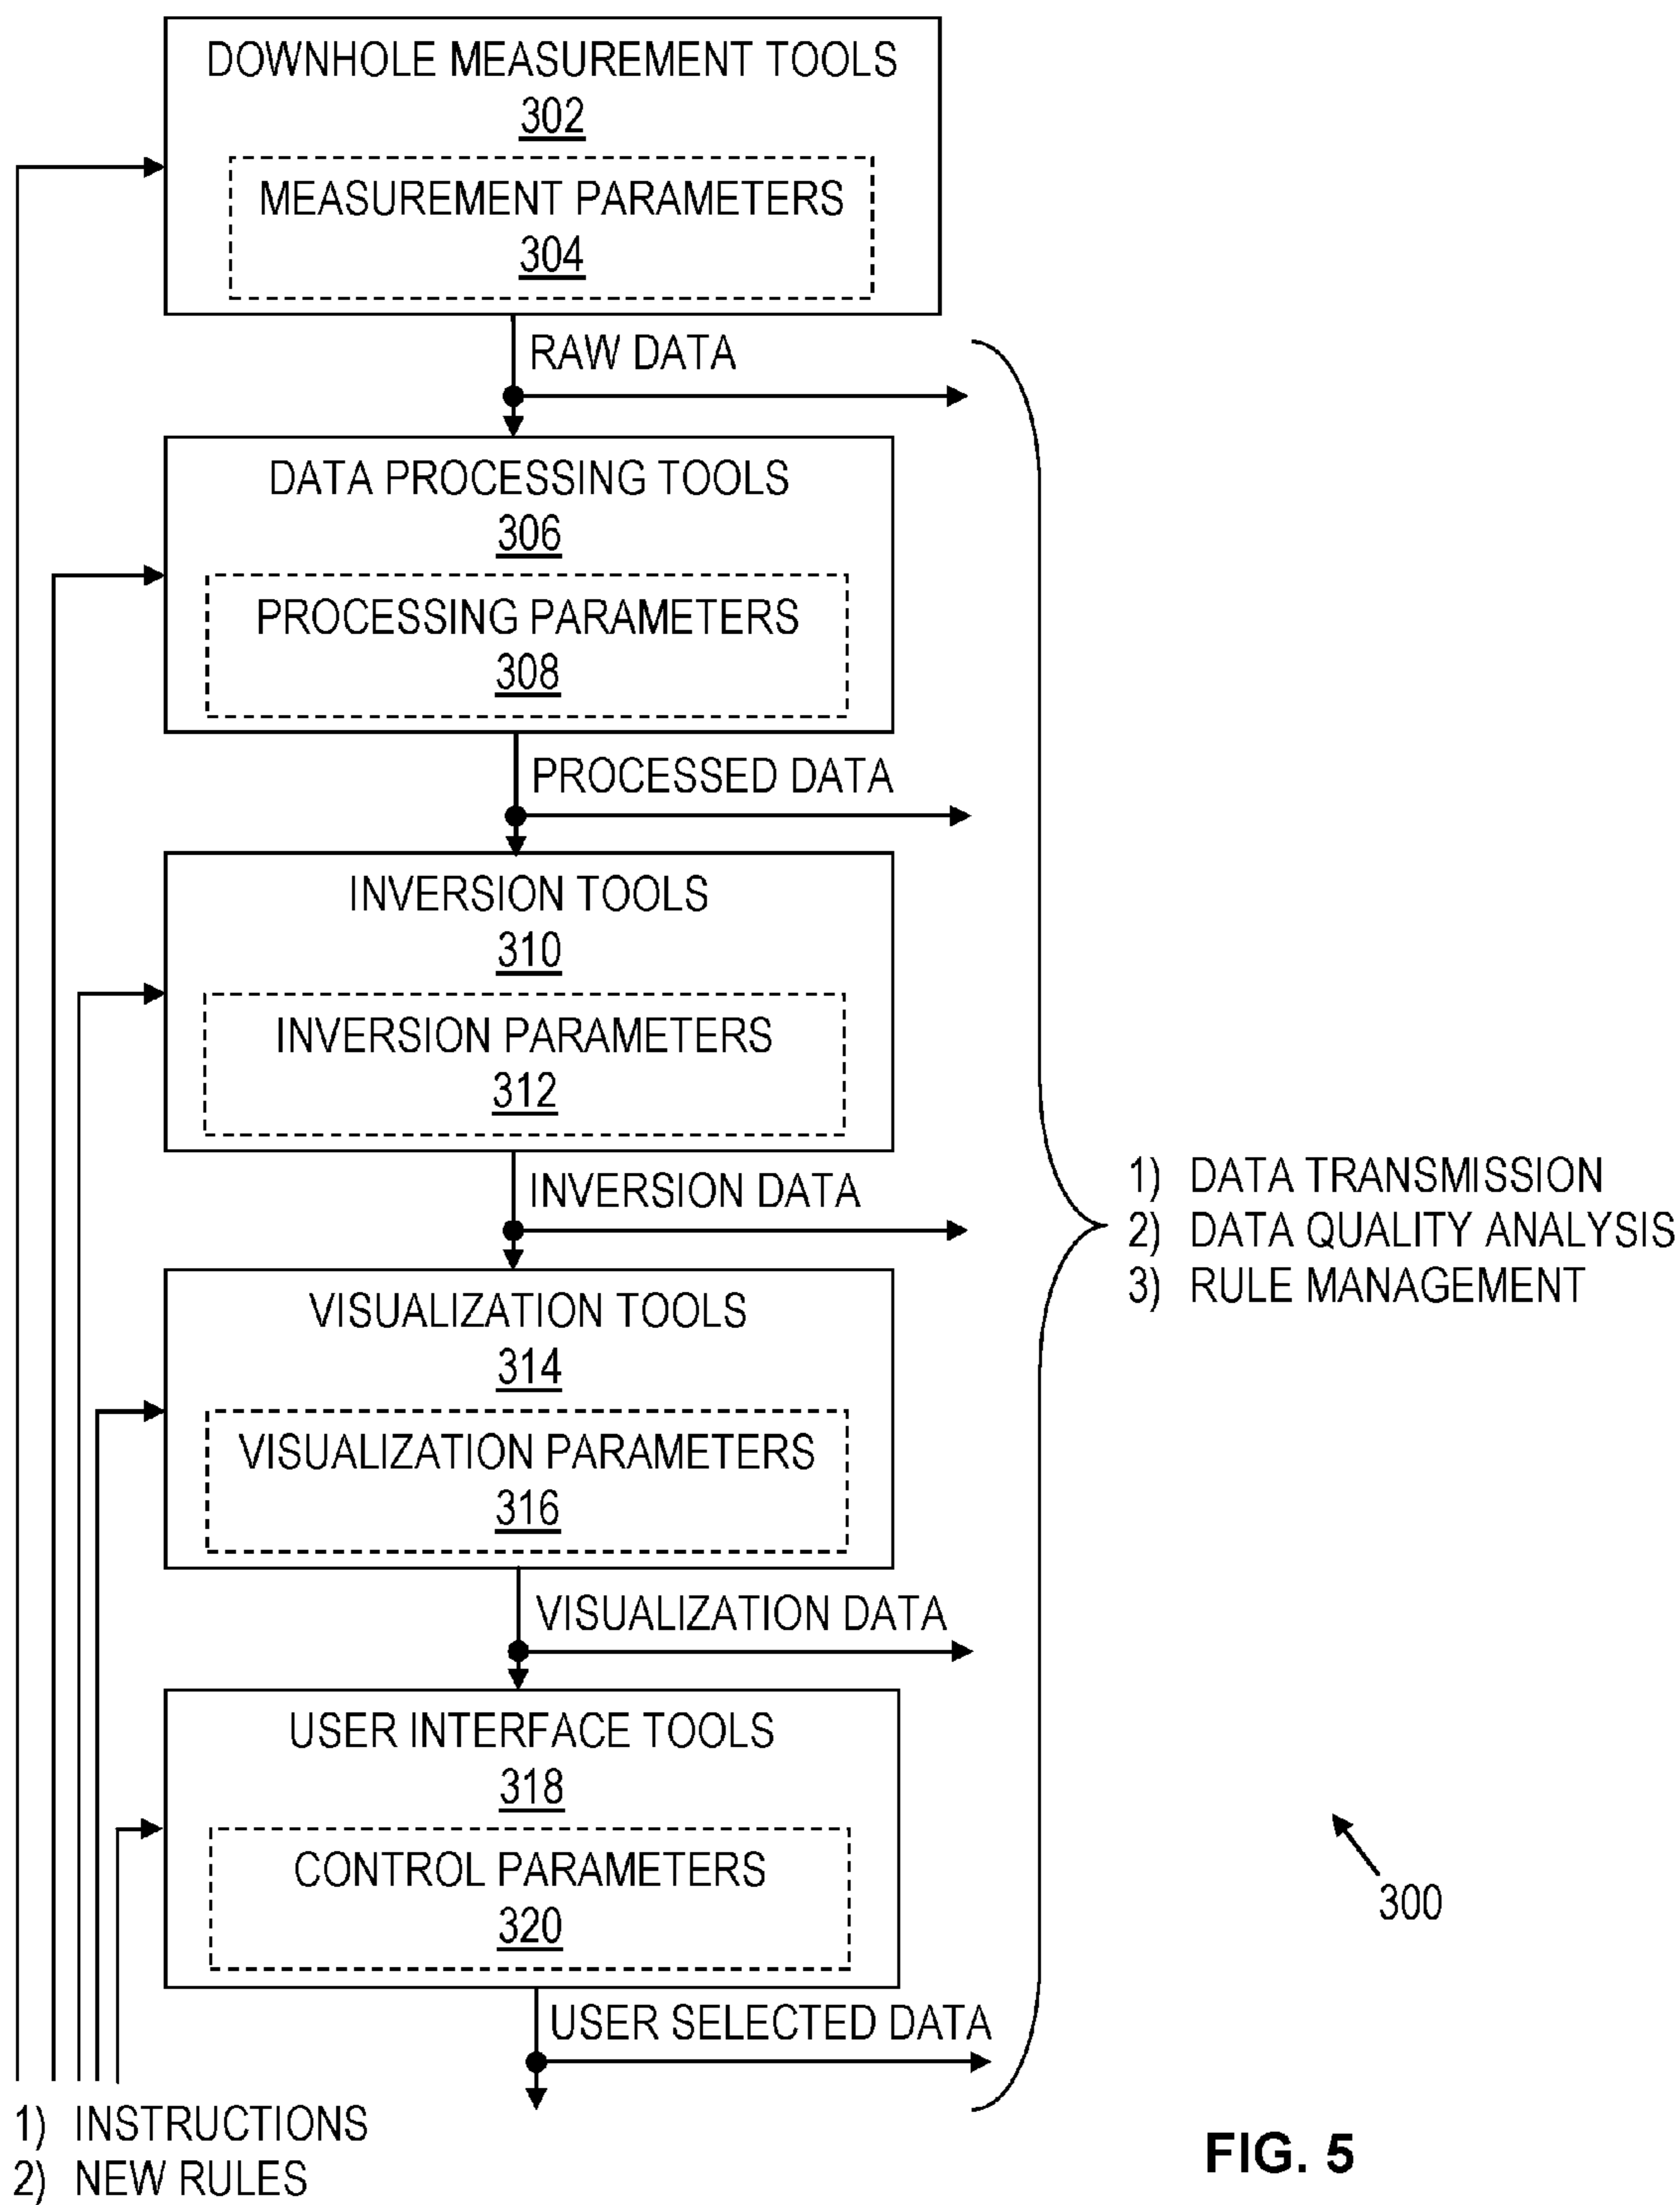 DOWNHOLE MEASUREMENT TOOLS
302
MEASUREMENT PARAMETERS
304
RAW DATA
DATA PROCESSING TOOLS
306
PROCESSING PARAMETERS
308
PROCESSED DATA
INVERSION TOOLS
310
INVERSION PARAMETERS
312
INVERSION DATA
1) DATA TRANSMISSION
2) DATA QUALITY ANALYSIS
3) RULE MANAGEMENT
VISUALIZATION TOOLS
314
VISUALIZATION PARAMETERS
316
VISUALIZATION DATA
USER INTERFACE TOOLS
318
CONTROL PARAMETERS
320
300
USER SELECTED DATA
1) INSTRUCTIONS
2) NEW RULES
FIG. 5